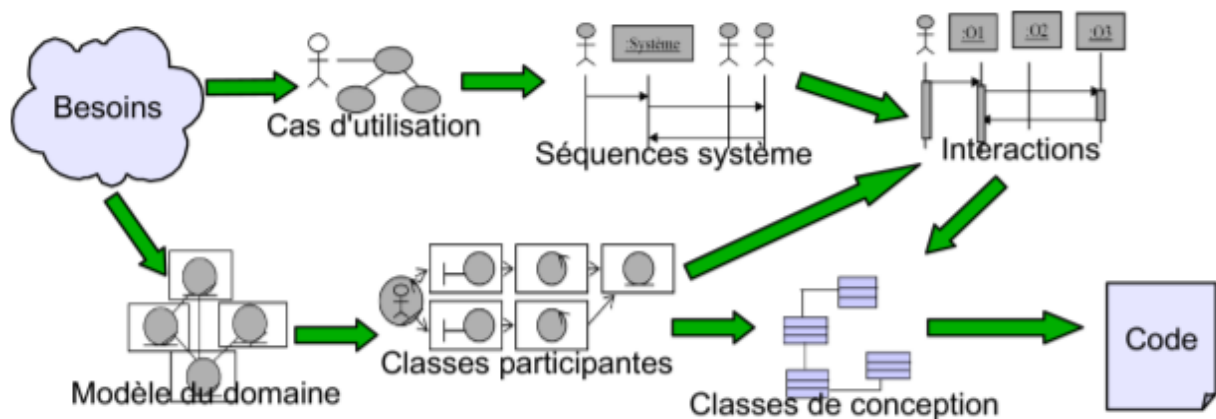 Besoins
Cas d'utilisation
:Système
Séquences système
:O1
:O2
:O3
Interactions
Modèle du domaine
Classes participantes
Classes de conception
Code